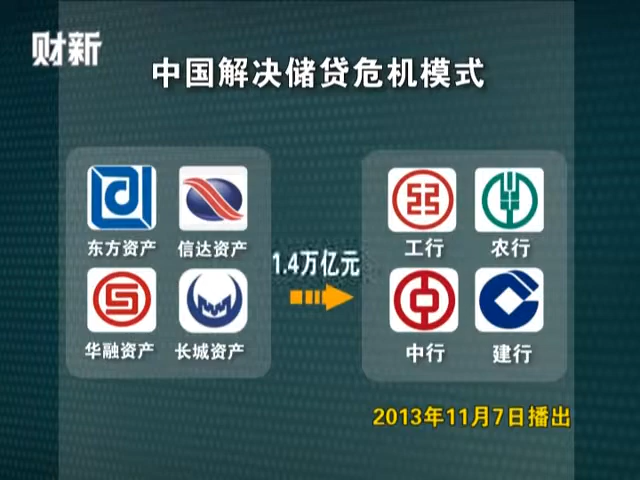 财新
中国解决储贷危机模式
东方资产 信达资产
华融资产 长城资产
1.4万亿元
工行 农行
中行 建行
2013年11月7日播出